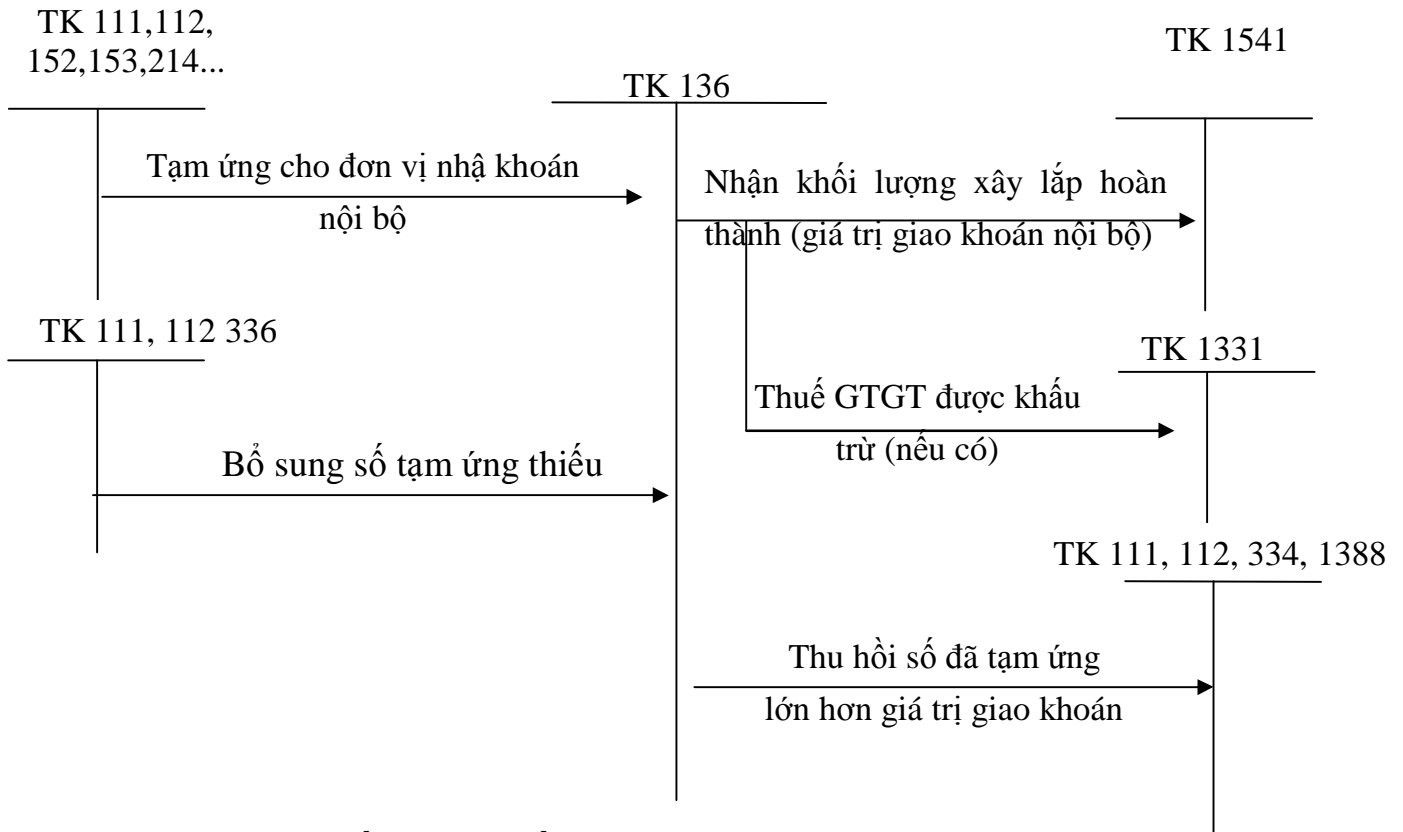 TK 111,112,
152,153,214...
TK 1541
TK 136
Tạm ứng cho đơn vị nhậ khoán
nội bộ
Nhận khối lượng xây lắp hoàn
thành (giá trị giao khoán nội bộ)
TK 111, 112 336
TK 1331
Thuế GTGT được khấu
trừ (nếu có)
Bổ sung số tạm ứng thiếu
TK 111, 112, 334, 1388
Thu hồi số đã tạm ứng
lớn hơn giá trị giao khoán